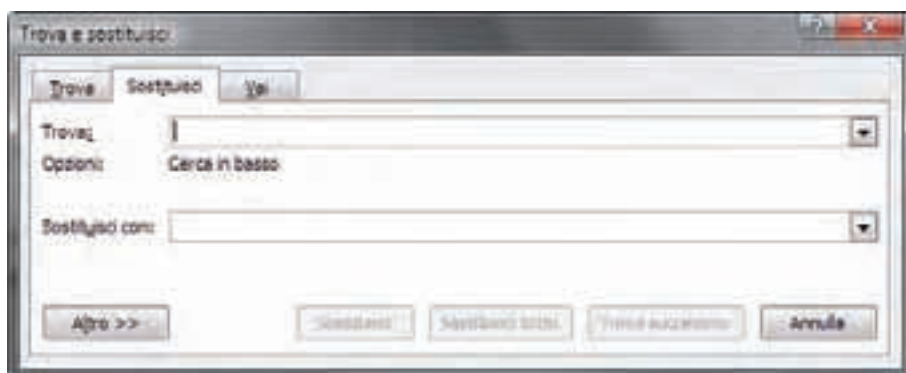 Trova e sostituisci
Trova Sostituisci Vai
Trova:
Opzioni: Cerca in basso
Sostituisci con:
Altro >> Sostituisci Sostituisci tutto Trova successivo Annulla